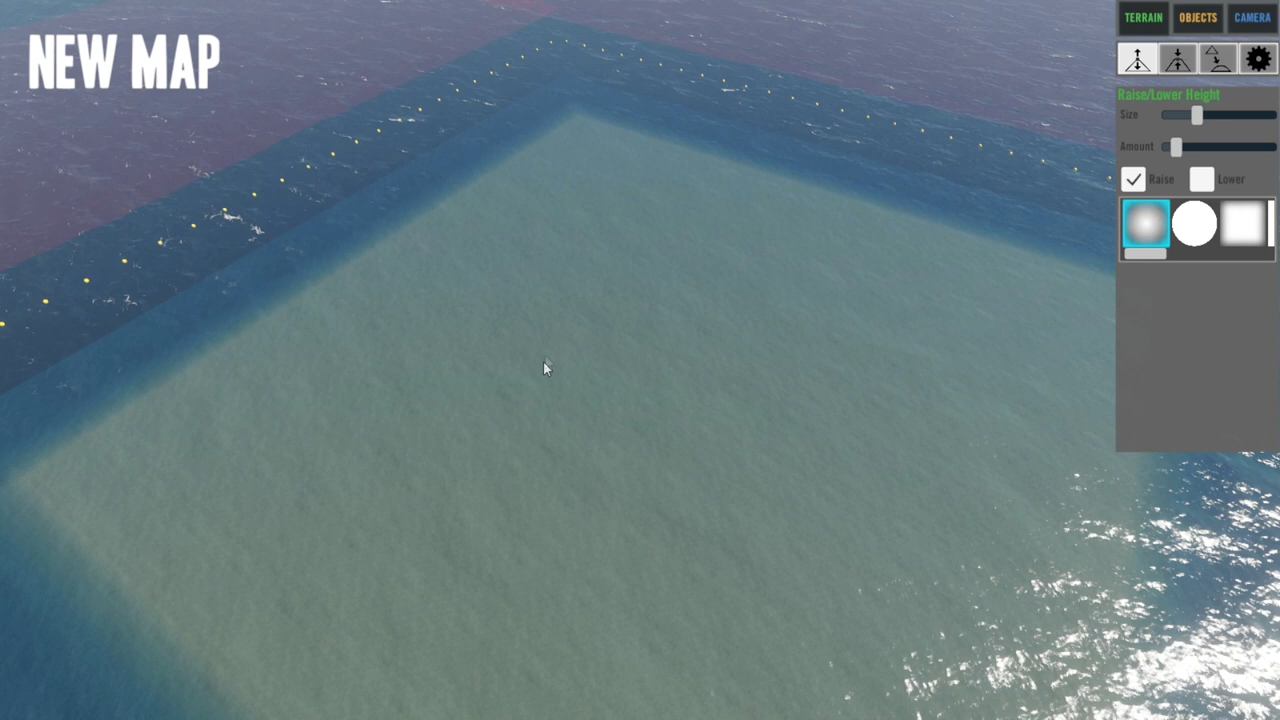 NEW MAP
TERRAIN OBJECTS CAMERA
Raise/Lower Height
Size
Amount
Raise Lower